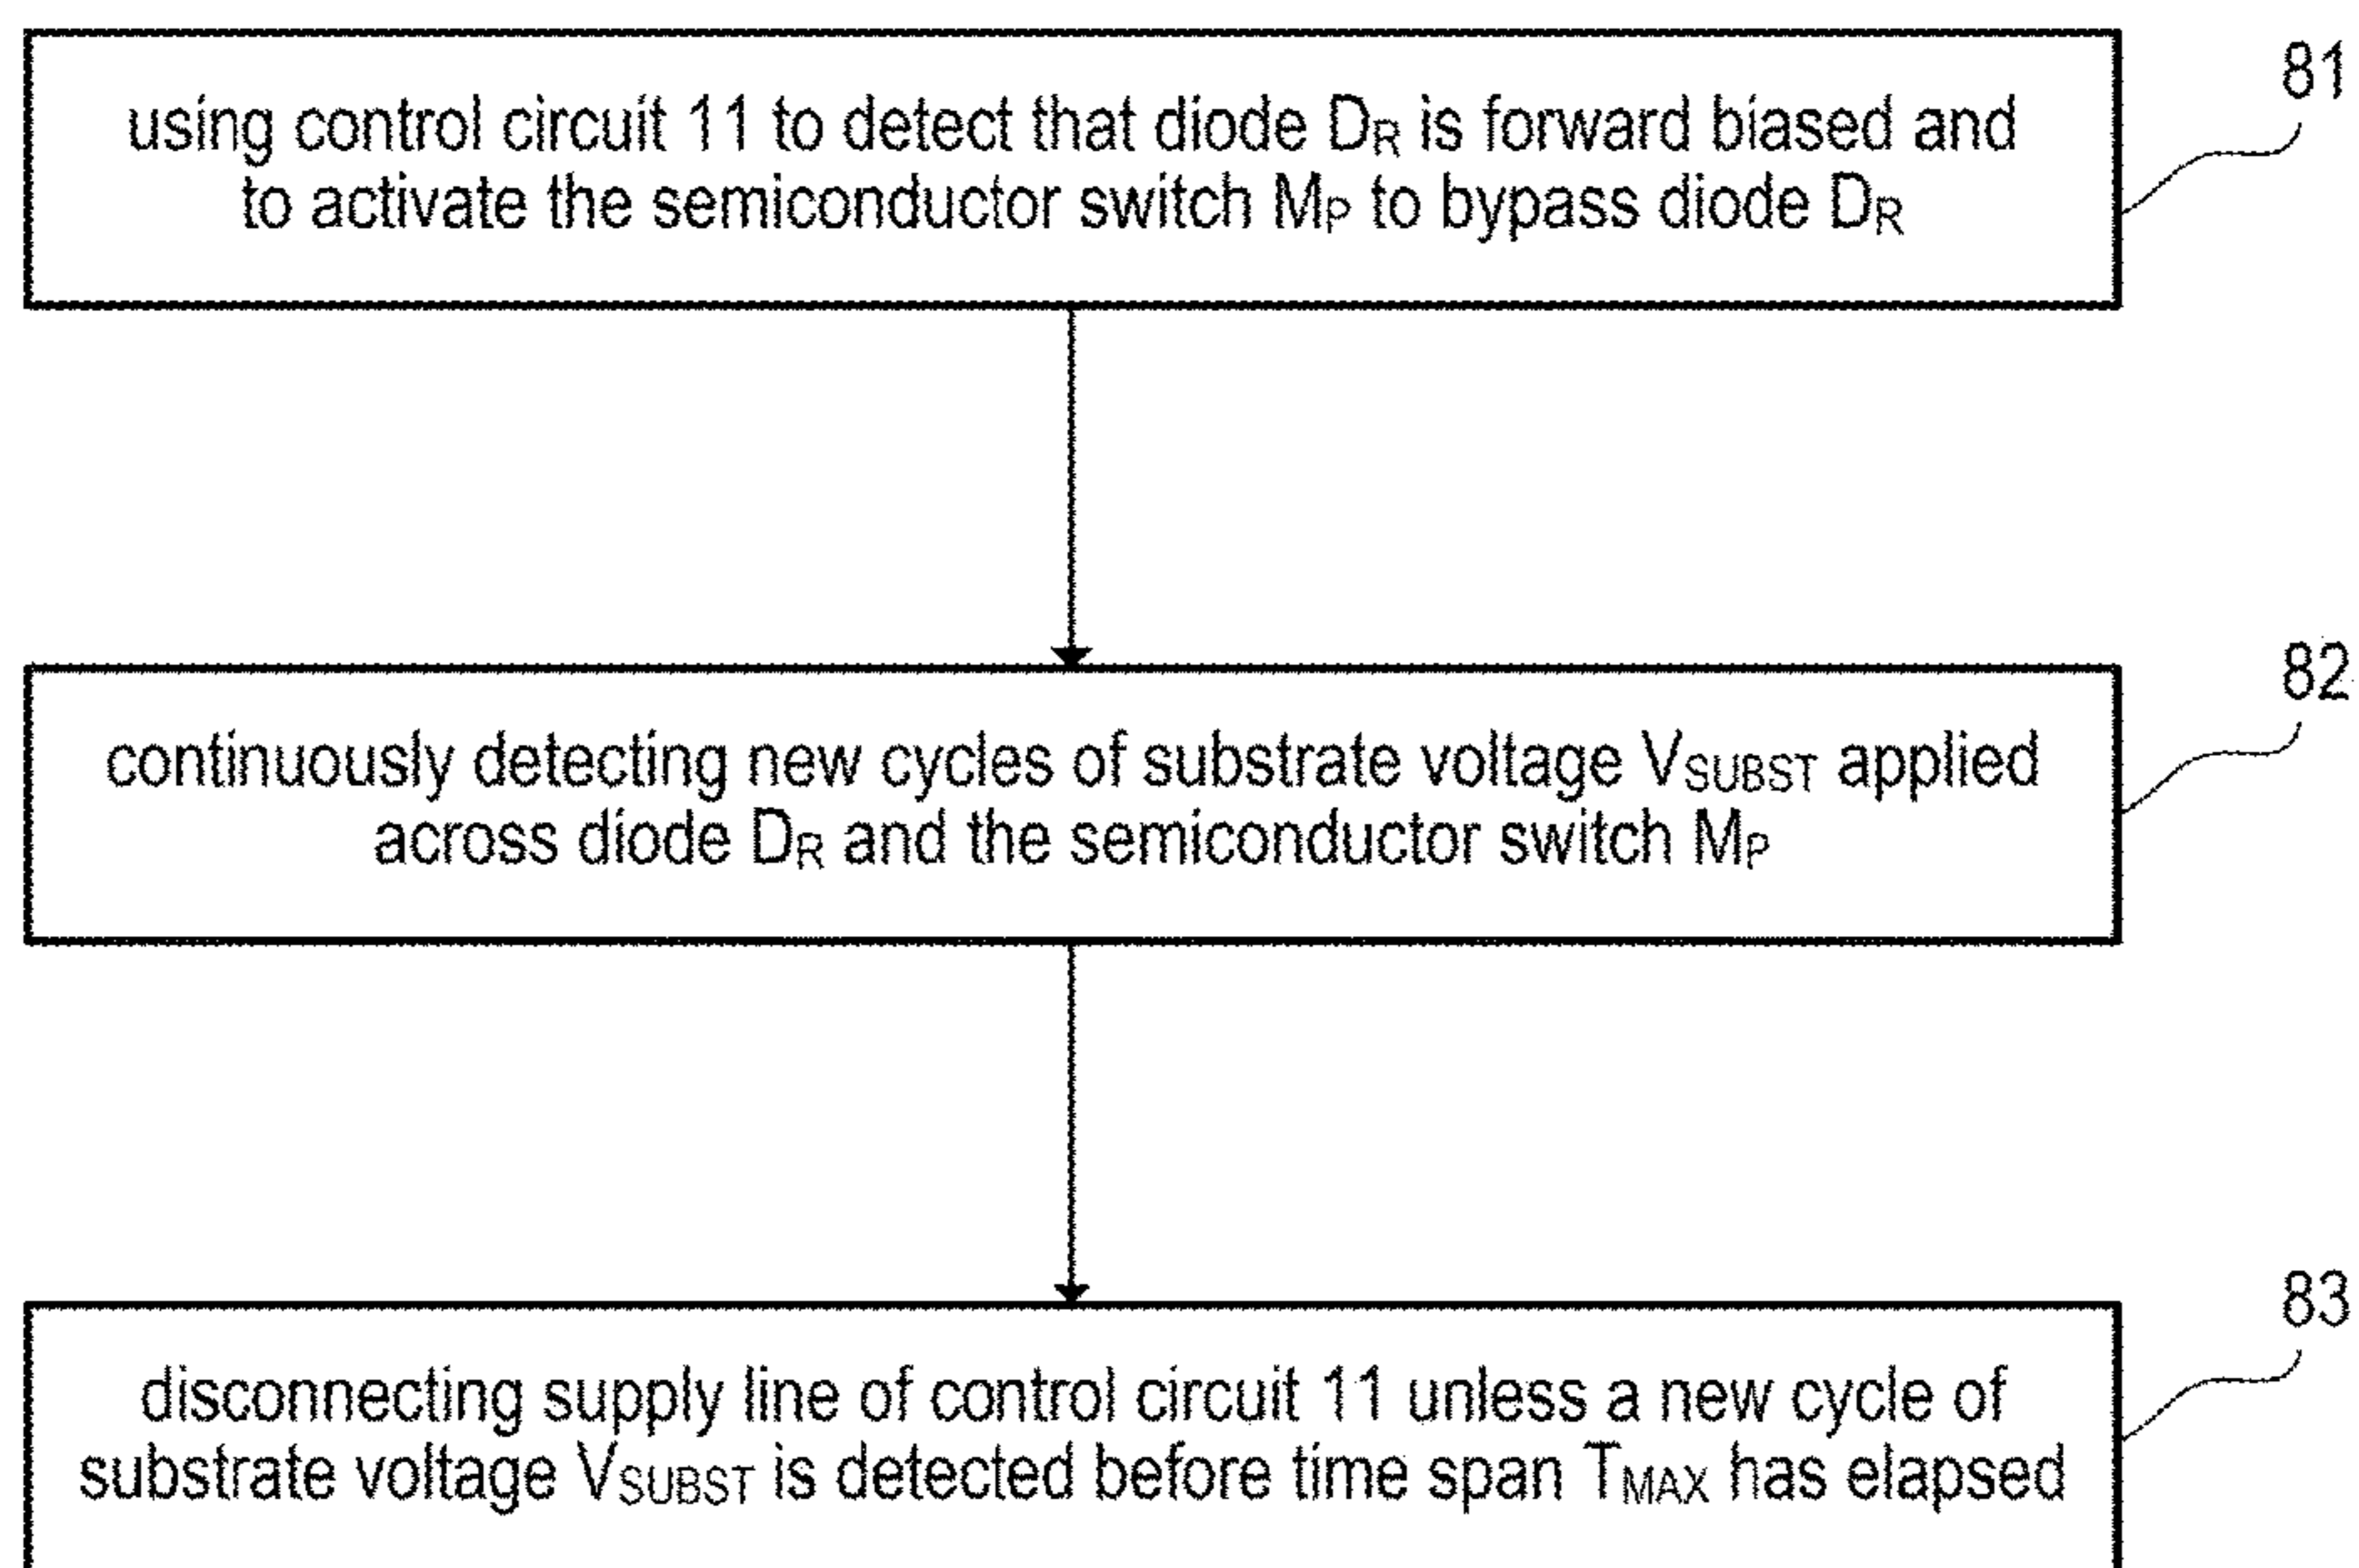 81
using control circuit 11 to detect that diode DR is forward biased and
to activate the semiconductor switch MP to bypass diode DR
82
continuously detecting new cycles of substrate voltage VSUBST applied
across diode DR and the semiconductor switch MP
83
disconnecting supply line of control circuit 11 unless a new cycle of
substrate voltage VSUBST is detected before time span TMAX has elapsed